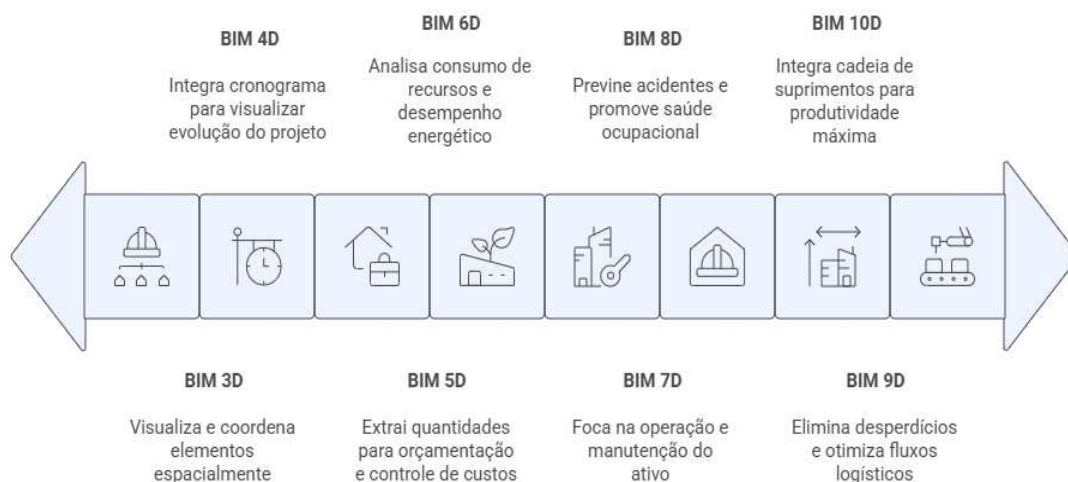 BIM 4D
Integra cronograma
para visualizar
evolução do projeto
BIM 6D
Analisa consumo de
recursos e
desempenho
energético
BIM 8D
Previne acidentes e
promove saúde
ocupacional
BIM 10D
Integra cadeia de
suprimentos para
produtividade
máxima
BIM 3D
Visualiza e coordena
elementos
espacialmente
BIM 5D
Extrai quantidades
para orçamentação
e controle de custos
BIM 7D
Foca na operação e
manutenção do
ativo
BIM 9D
Elimina desperdícios
e otimiza fluxos
logísticos